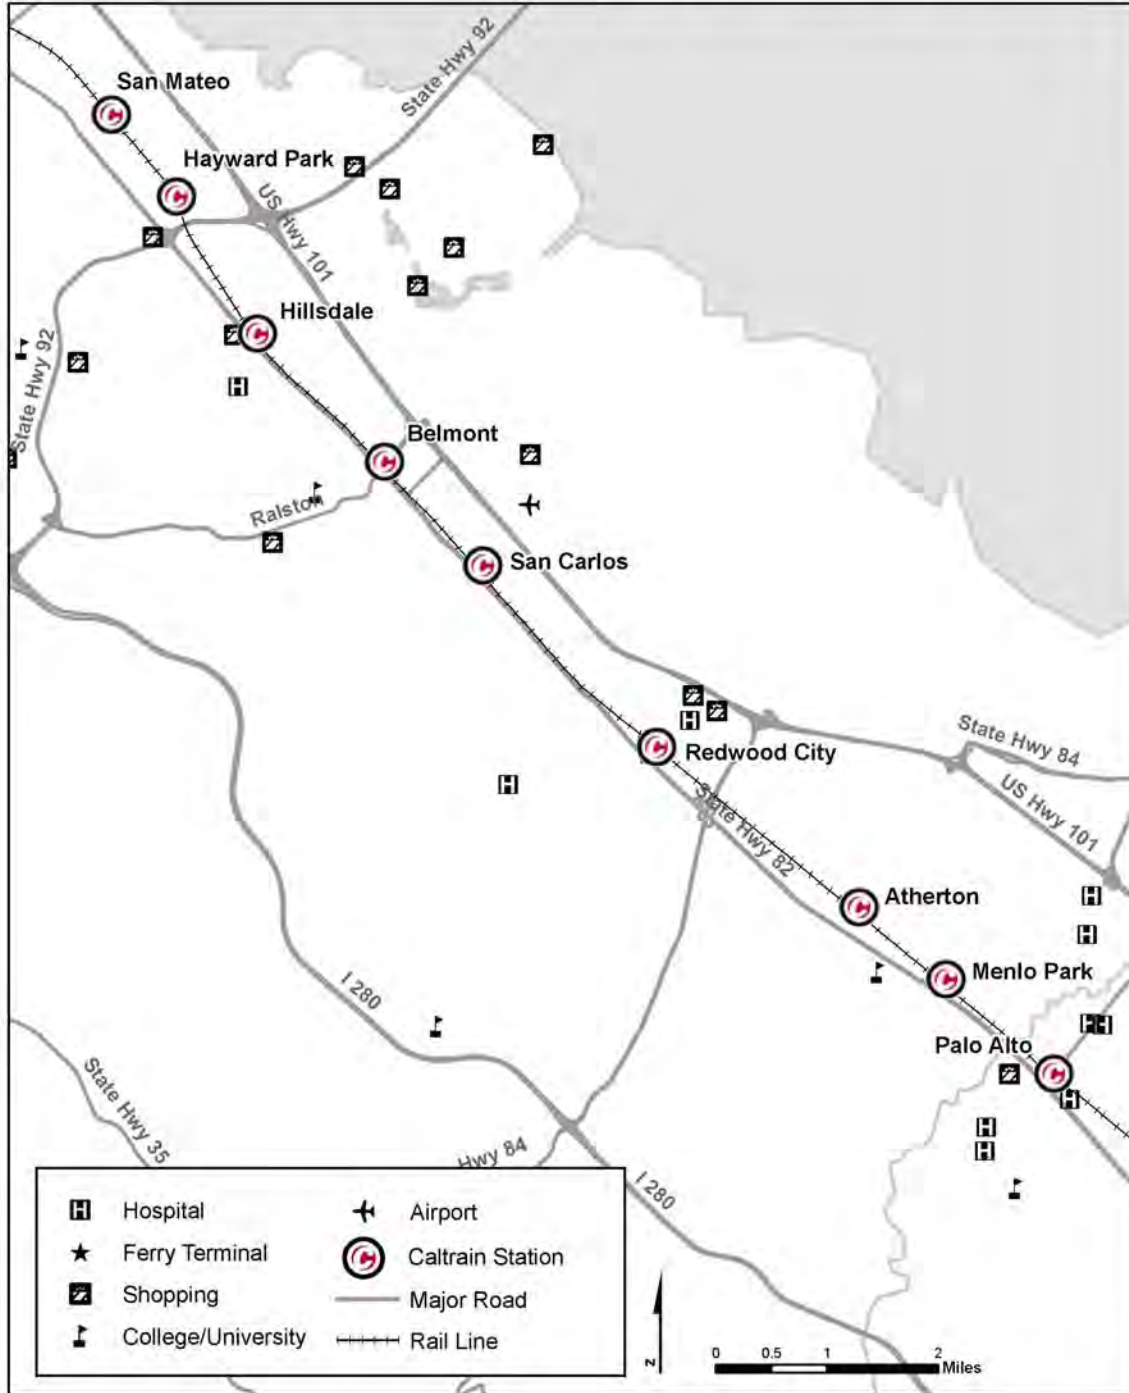 San Mateo
State Hwy 92
Hayward Park
US Hwy 101
Hillsdale
State Hwy 92
Belmont
Ralston
San Carlos
Redwood City
State Hwy 84
US Hwy 101
State Hwy 82
Atherton
Menlo Park
I 280
Palo Alto
State Hwy 35
Hwy 84
I 280
H Hospital
Ferry Terminal
Shopping
College/University
Airport
Caltrain Station
Major Road
Rail Line
N
0 0.5 1 2
Miles